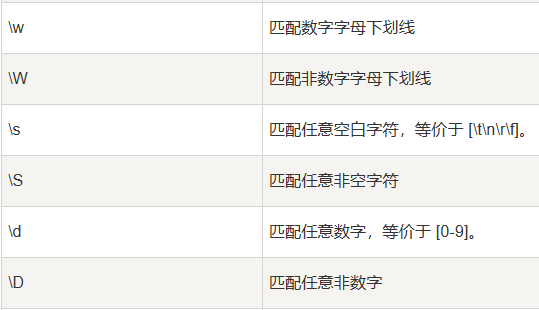 \w 匹配数字字母下划线
\W 匹配非数字字母下划线
\s 匹配任意空白字符，等价于 [\t\n\r\f]。
\S 匹配任意非空字符
\d 匹配任意数字，等价于 [0-9]。
\D 匹配任意非数字